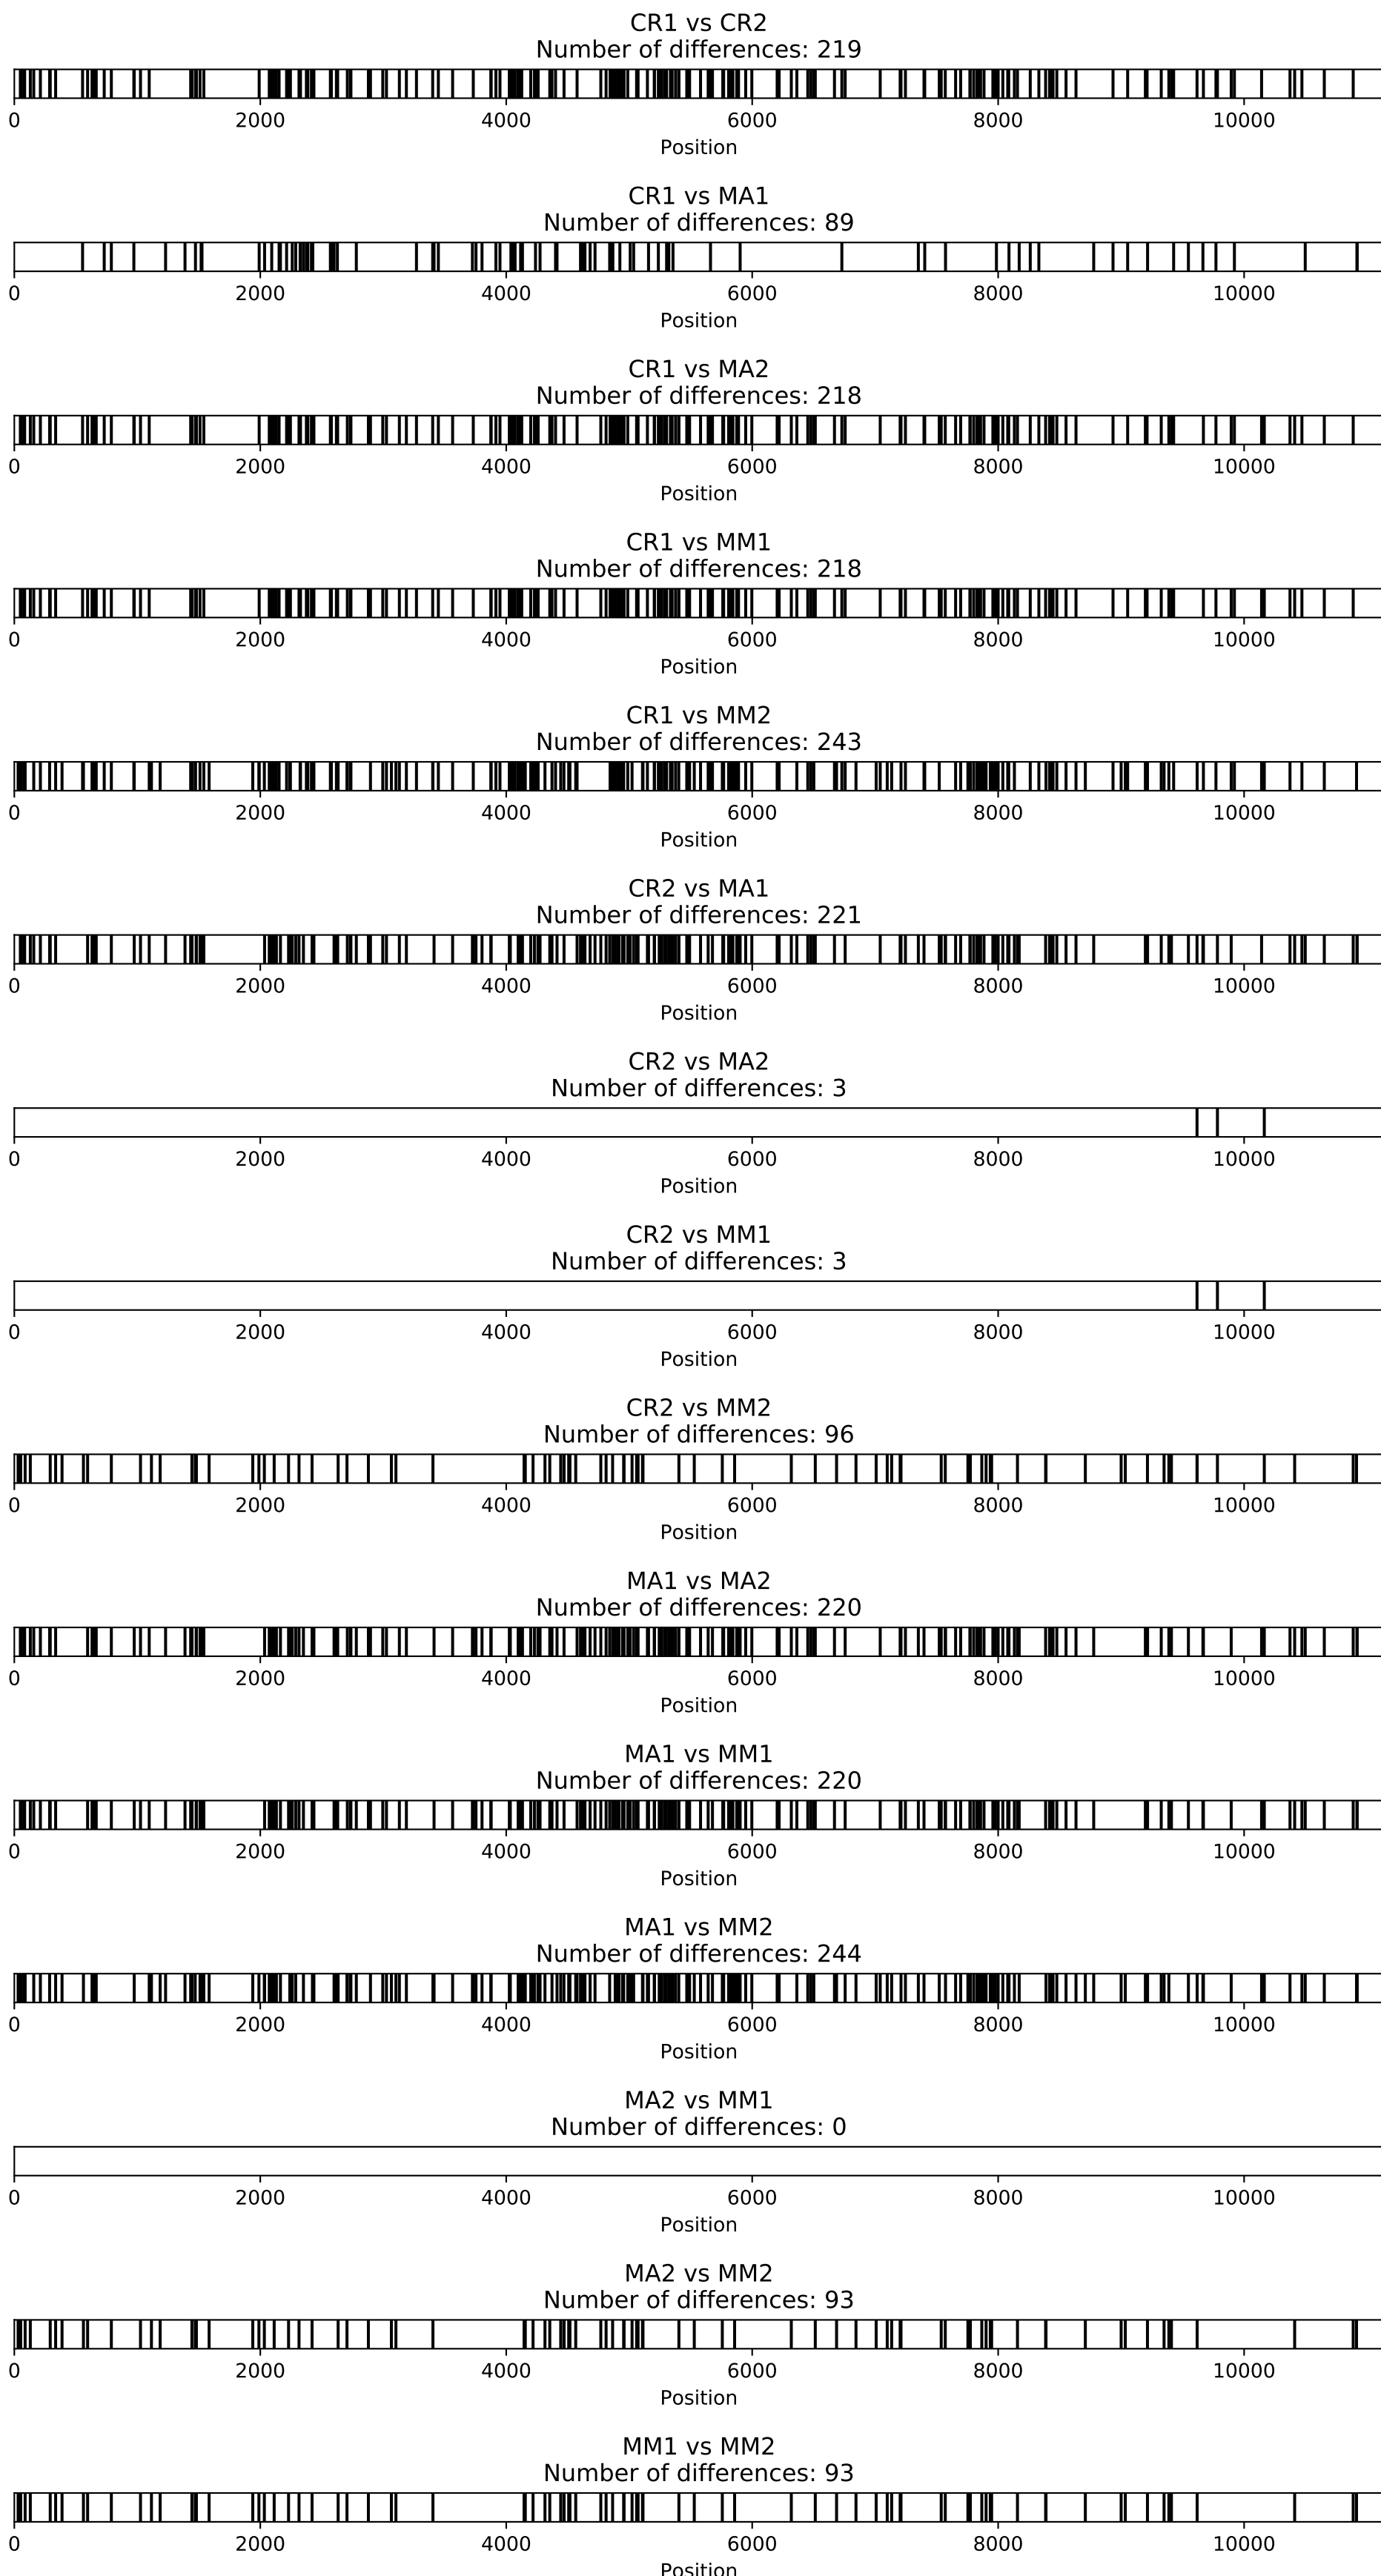 CR1 vs CR2
Number of differences: 219
0 2000 4000 6000 8000 10000
Position
CR1 vs MA1
Number of differences: 89
0 2000 4000 6000 8000 10000
Position
CR1 vs MA2
Number of differences: 218
0 2000 4000 6000 8000 10000
Position
CR1 vs MM1
Number of differences: 218
0 2000 4000 6000 8000 10000
Position
CR1 vs MM2
Number of differences: 243
0 2000 4000 6000 8000 10000
Position
CR2 vs MA1
Number of differences: 221
0 2000 4000 6000 8000 10000
Position
CR2 vs MA2
Number of differences: 3
0 2000 4000 6000 8000 10000
Position
CR2 vs MM1
Number of differences: 3
0 2000 4000 6000 8000 10000
Position
CR2 vs MM2
Number of differences: 96
0 2000 4000 6000 8000 10000
Position
MA1 vs MA2
Number of differences: 220
0 2000 4000 6000 8000 10000
Position
MA1 vs MM1
Number of differences: 220
0 2000 4000 6000 8000 10000
Position
MA1 vs MM2
Number of differences: 244
0 2000 4000 6000 8000 10000
Position
MA2 vs MM1
Number of differences: 0
0 2000 4000 6000 8000 10000
Position
MA2 vs MM2
Number of differences: 93
0 2000 4000 6000 8000 10000
Position
MM1 vs MM2
Number of differences: 93
0 2000 4000 6000 8000 10000
Position